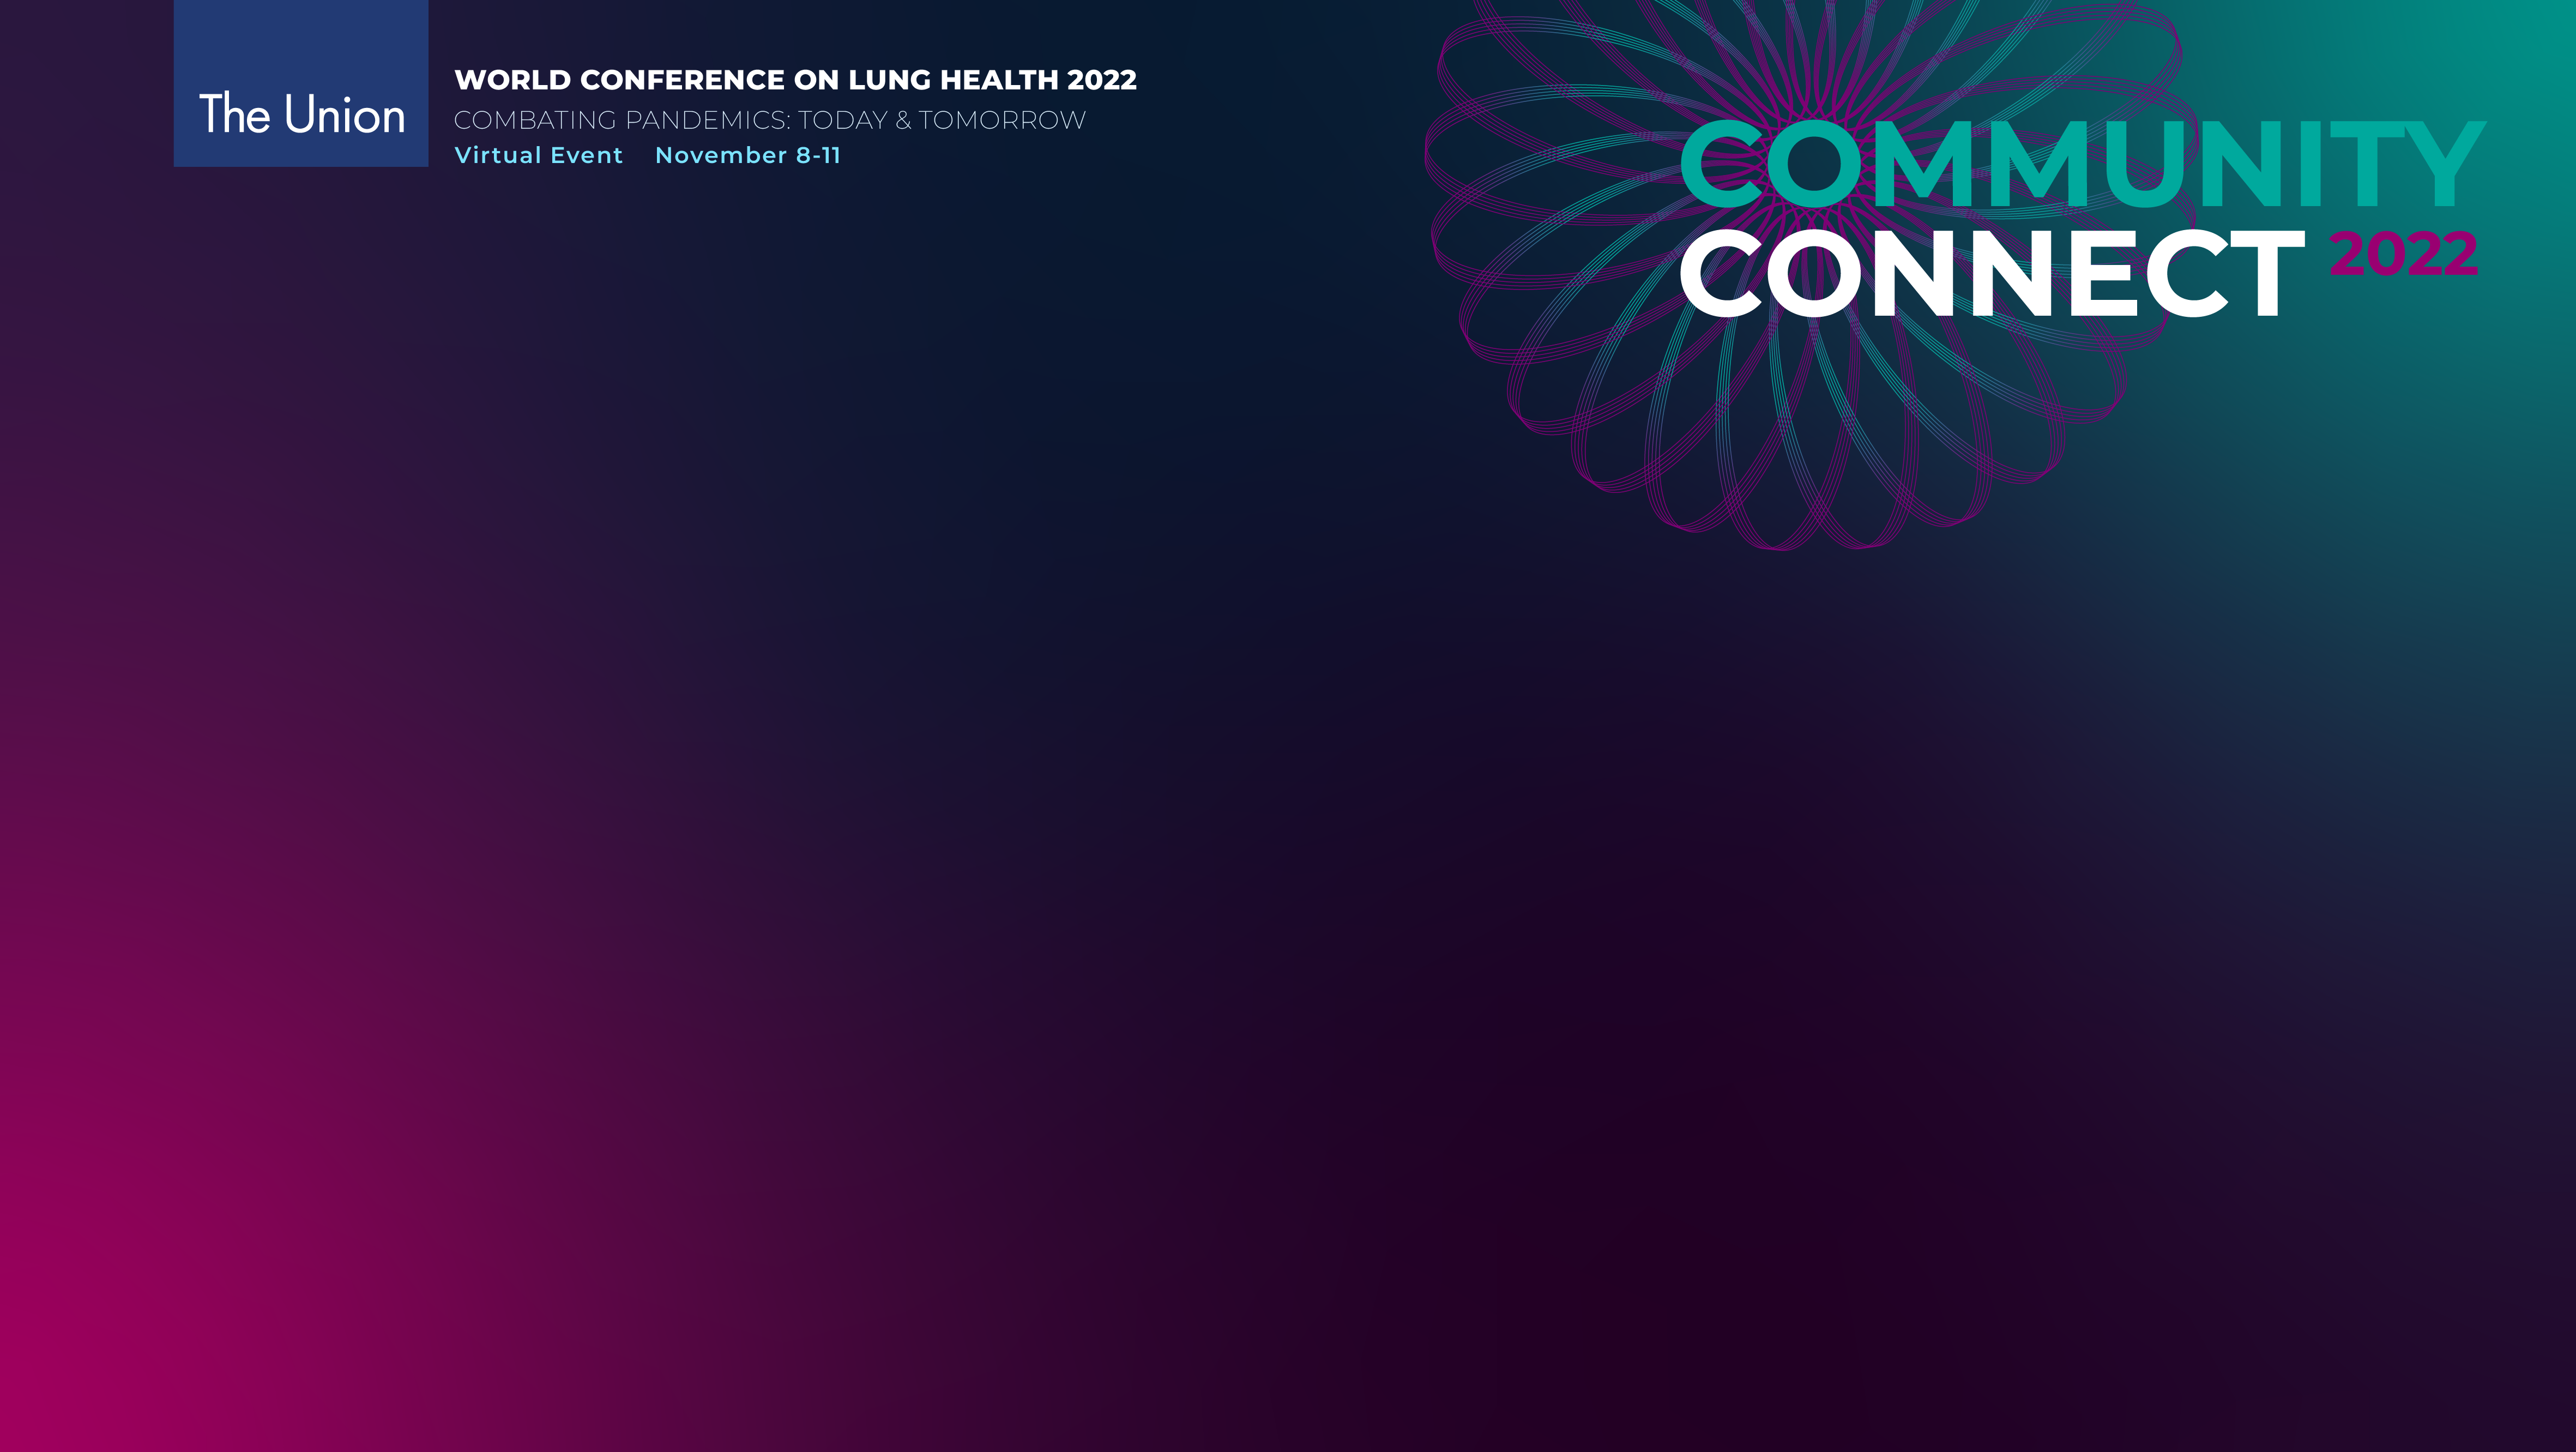 The Union
WORLD CONFERENCE ON LUNG HEALTH 2022
COMBATING PANDEMICS: TODAY & TOMORROW
Virtual Event November 8-11
COMMUNITY
CONNECT 2022